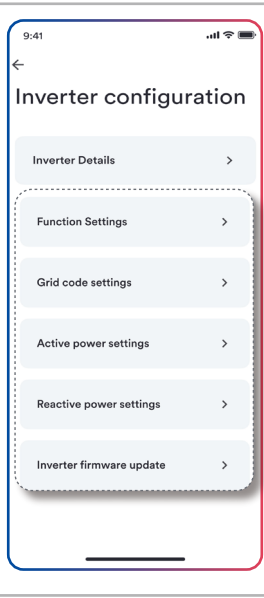 9:41
Inverter configuration
Inverter Details
Function Settings
Grid code settings
Active power settings
Reactive power settings
Inverter firmware update